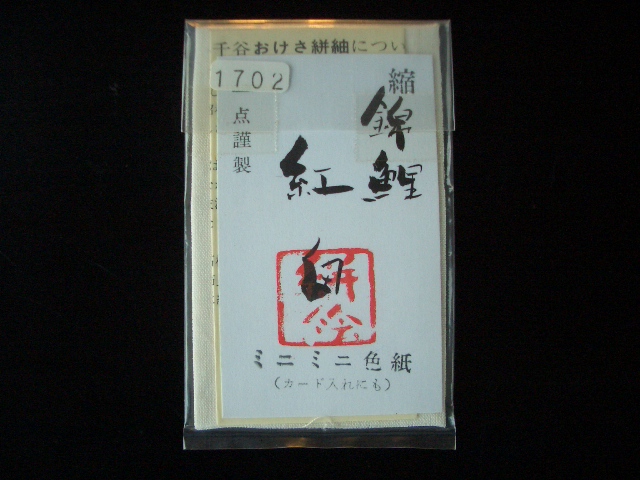 千谷おけさ絣紬につい
1702
縮
錦鯉
紅
点謹製
ミニミニ色紙
(カード入れにも)